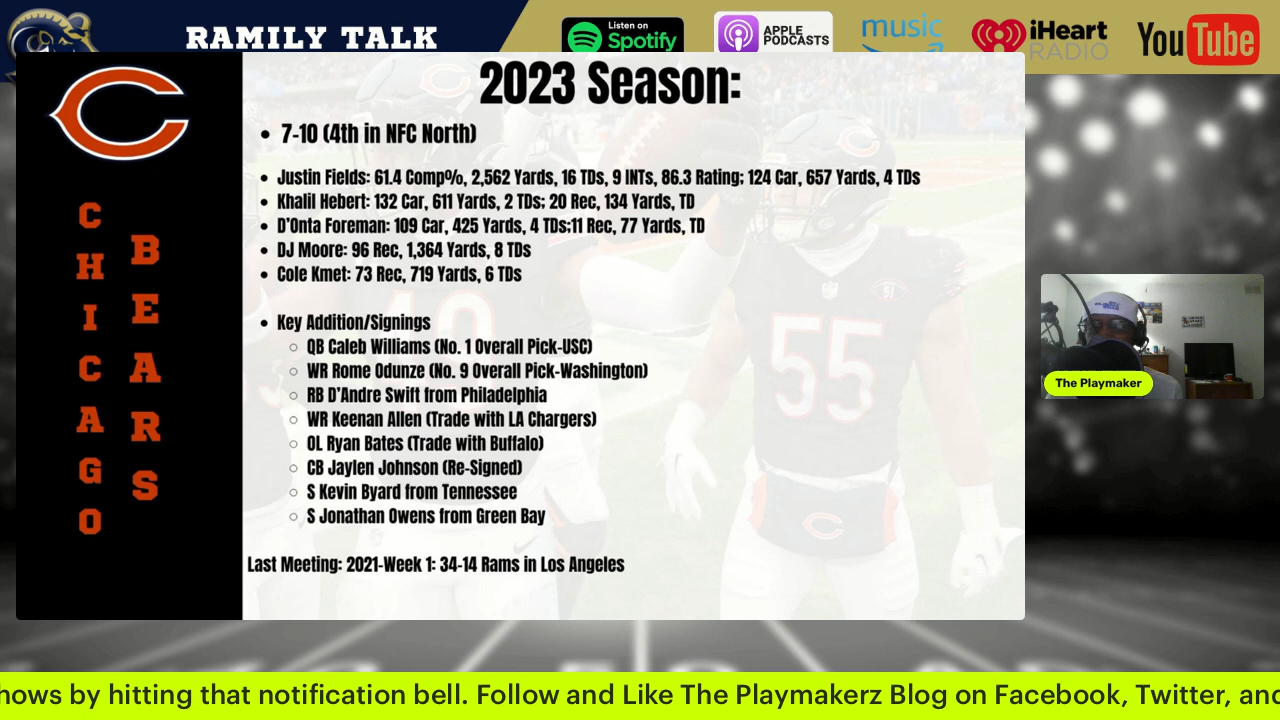 RAMILY TALK
Listen on
Spotify
APPLE
PODCASTS
music
iHeart
RADIO
YouTube
2023 Season:
C
CHICAGO
BEARS
• 7-10 (4th in NFC North)
• Justin Fields: 61.4 Comp%, 2,562 Yards, 16 TDs, 9 INTs, 86.3 Rating; 124 Car, 657 Yards, 4 TDs
• Khalil Hebert: 132 Car, 611 Yards, 2 TDs; 20 Rec, 134 Yards, TD
• D'Onta Foreman: 109 Car, 425 Yards, 4 TDs;11 Rec, 77 Yards, TD
• DJ Moore: 96 Rec, 1,364 Yards, 8 TDs
• Cole Kmet: 73 Rec, 719 Yards, 6 TDs
• Key Addition/Signings
○ QB Caleb Williams (No. 1 Overall Pick-USC)
○ WR Rome Odunze (No. 9 Overall Pick-Washington)
○ RB D'Andre Swift from Philadelphia
○ WR Keenan Allen (Trade with LA Chargers)
○ OL Ryan Bates (Trade with Buffalo)
○ CB Jaylen Johnson (Re-Signed)
○ S Kevin Byard from Tennessee
○ S Jonathan Owens from Green Bay
Last Meeting: 2021-Week 1: 34-14 Rams in Los Angeles
55
51
The Playmaker
hows by hitting that notification bell. Follow and Like The Playmakerz Blog on Facebook, Twitter, and